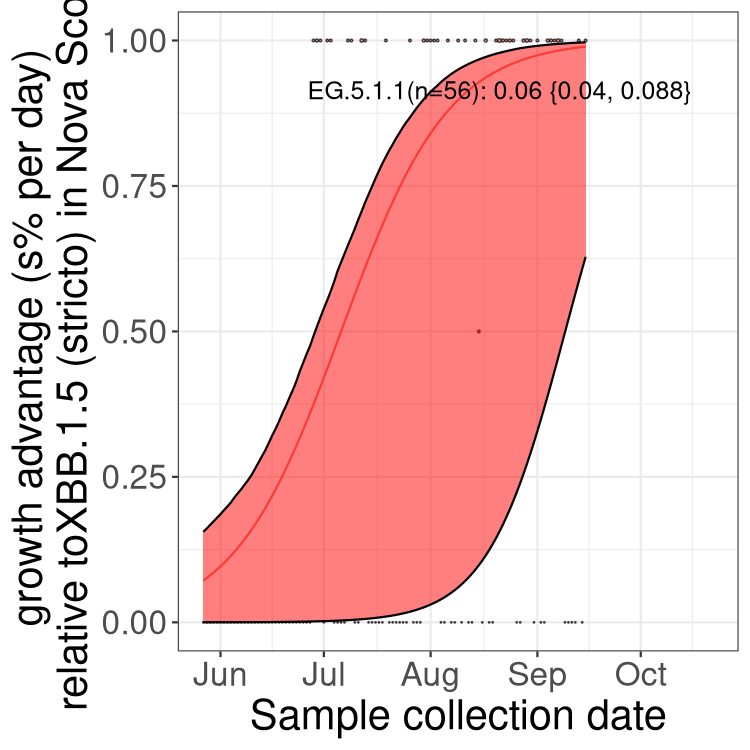 growth advantage (s% per day)
relative toXBB.1.5 (stricto) in Nova Sco
1.00
0.75
0.50
0.25
0.00
EG.5.1.1(n=56): 0.06 {0.04, 0.088}
Jun Jul Aug Sep Oct
Sample collection date